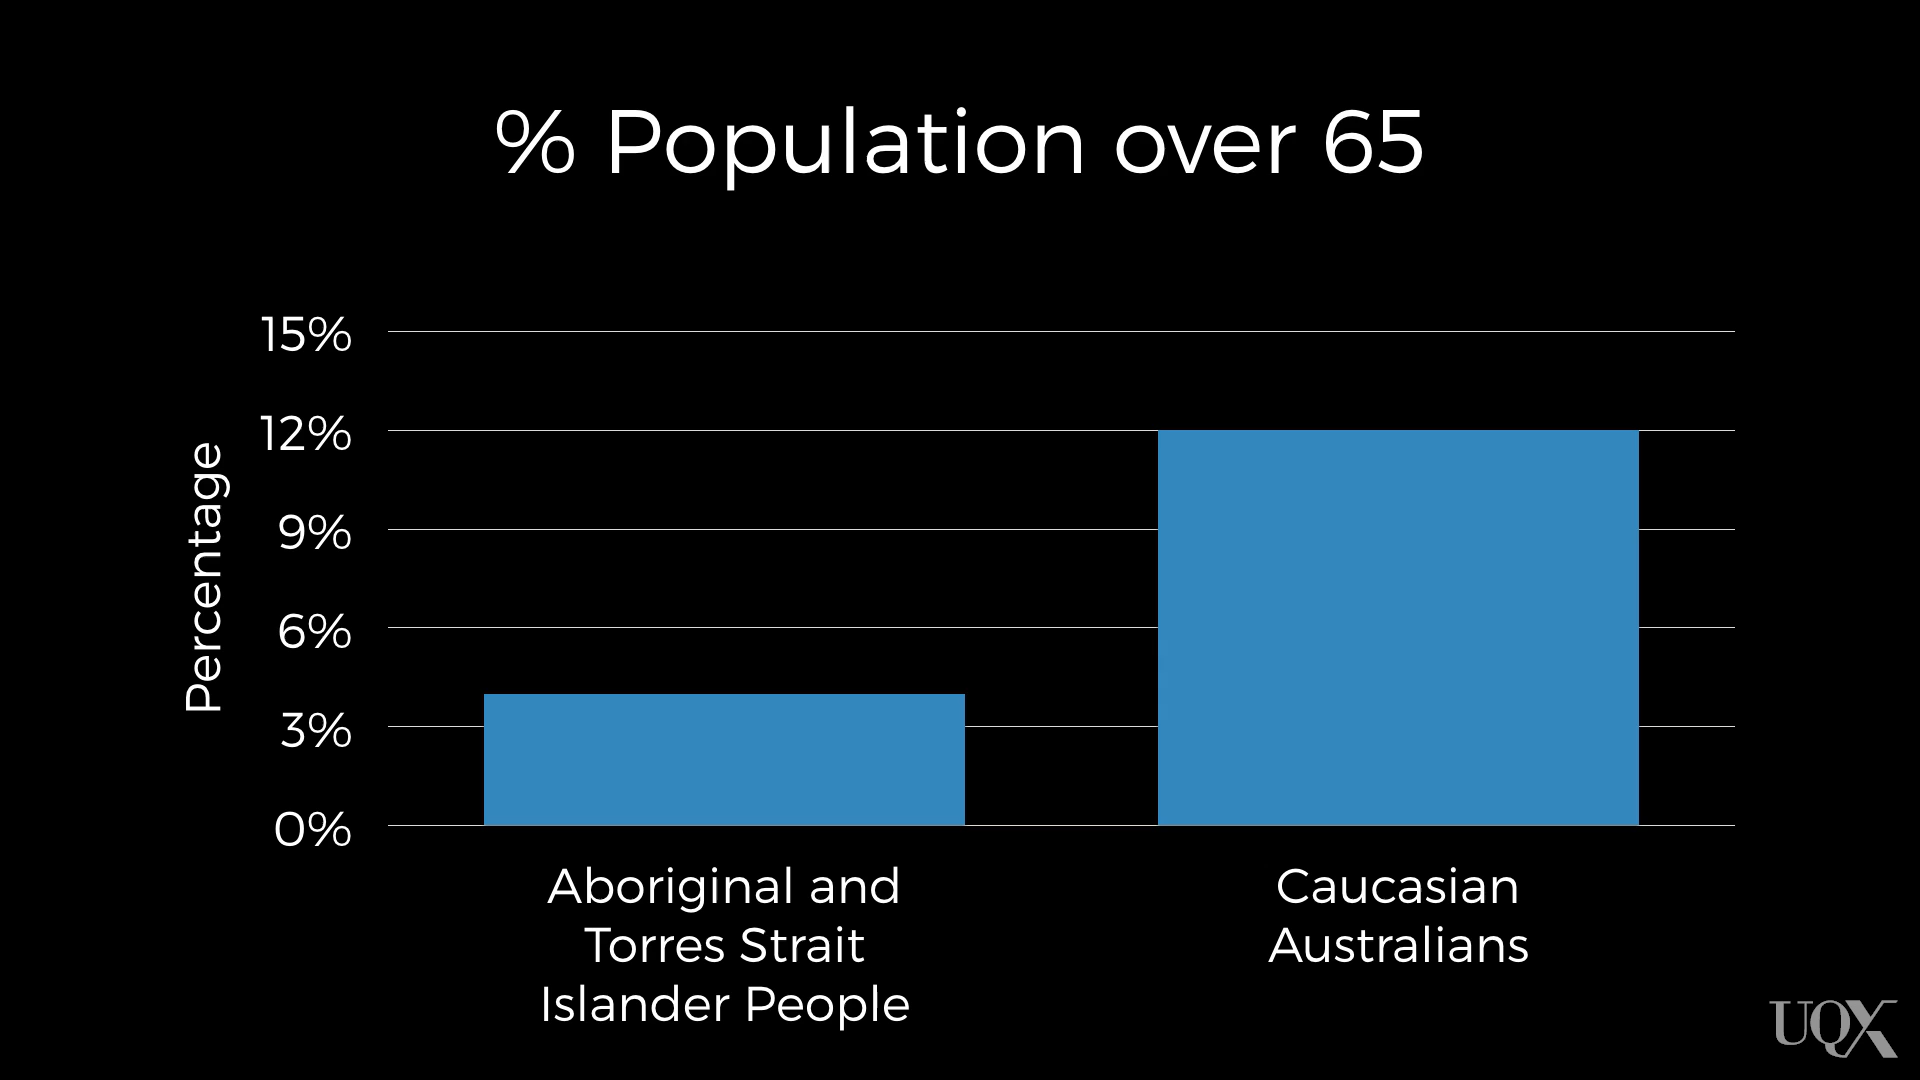 % Population over 65
15%
12%
9%
6%
3%
0%
Percentage
Aboriginal and
Torres Strait
Islander People
Caucasian
Australians
UQX